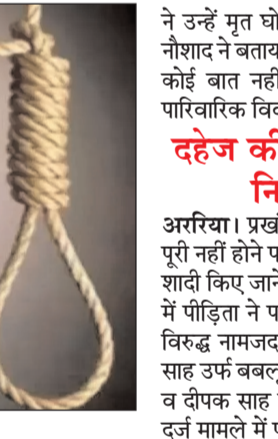 ने उन्हें मृत घो
नौशाद ने बताय
कोई बात नही
पारिवारिक विव
दहेज की
नि
अररिया। प्रखं
पूरी नहीं होने प
शादी किए जान
में पीड़िता ने प
विरुद्ध नामजद
साह उर्फ बबलू
व दीपक साह
दर्ज मामले में प